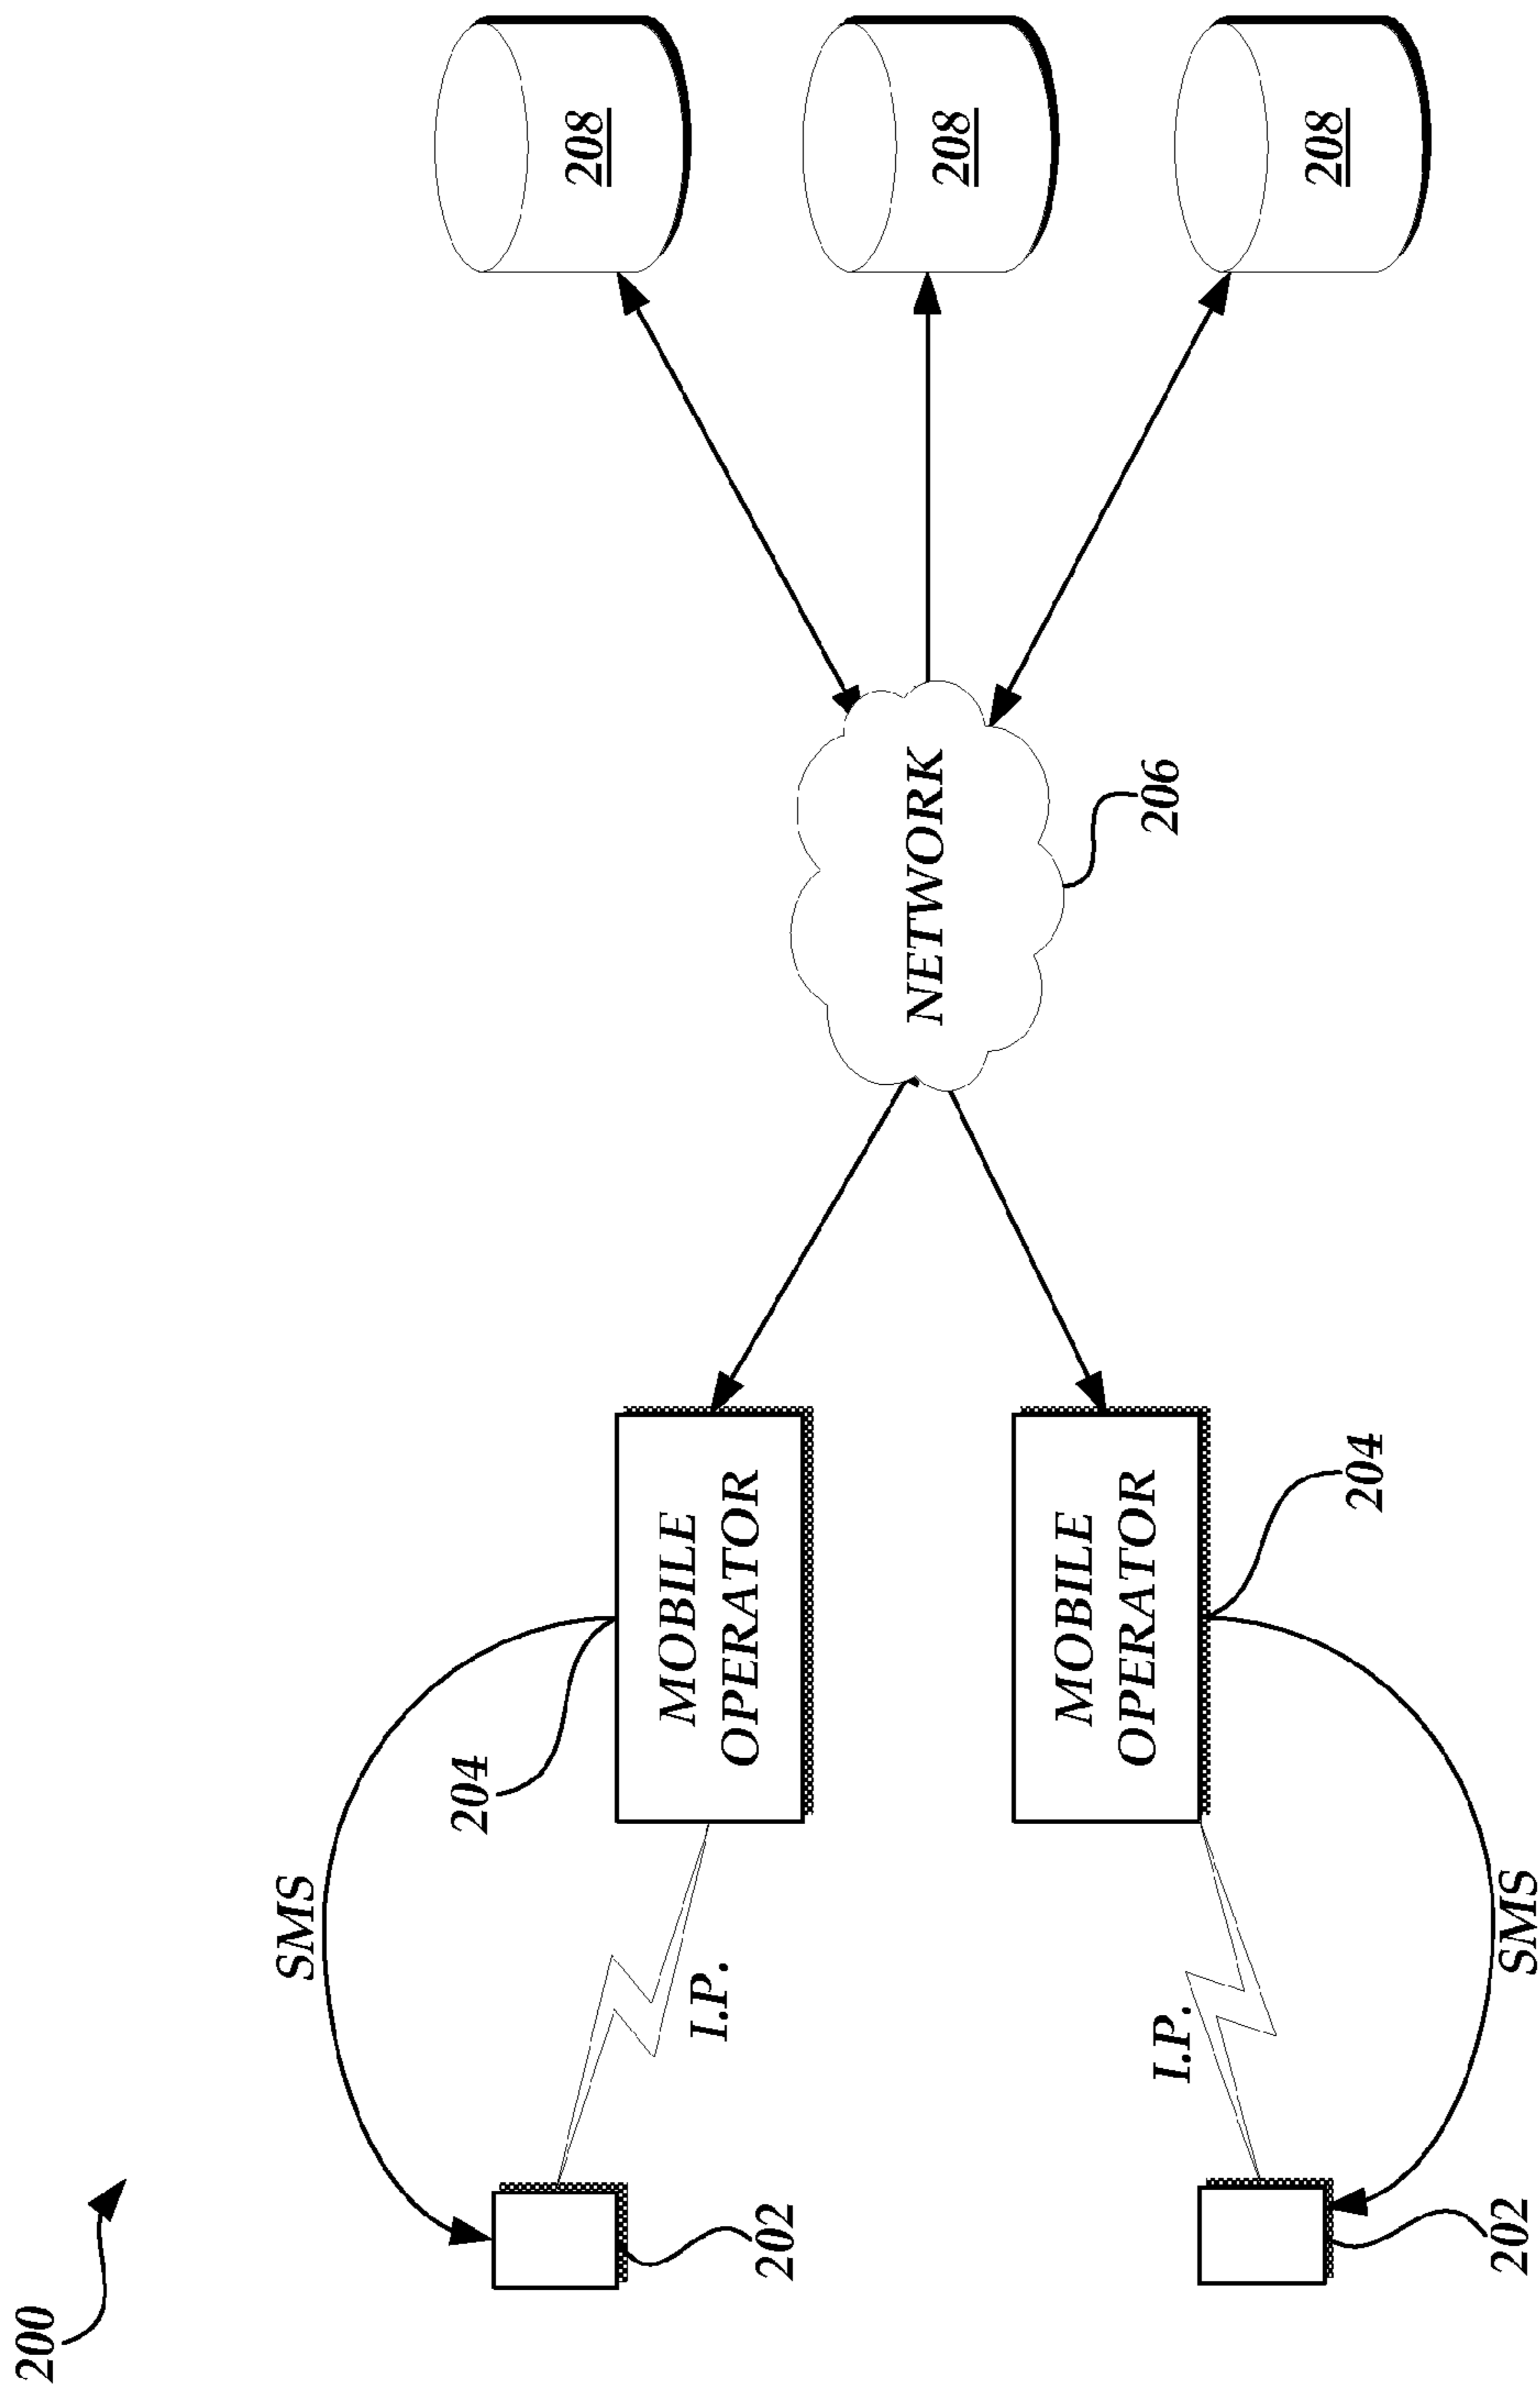 200
SMS
204
202
I.P.
MOBILE
OPERATOR
NETWORK
206
208
208
208
MOBILE
OPERATOR
204
I.P.
202
SMS